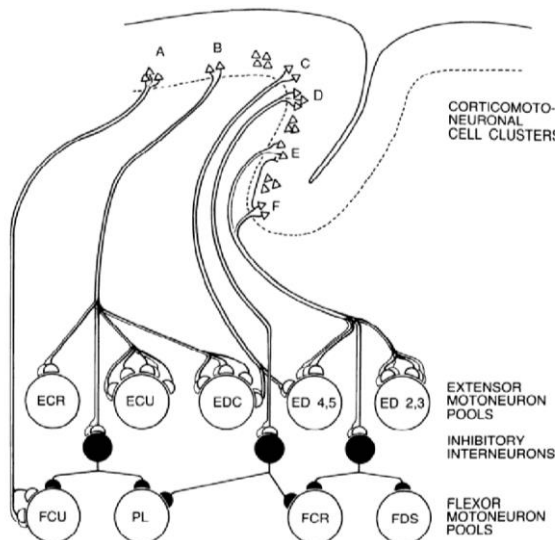 A
B
C
D
E
F
CORTICOMOTO-
NEURONAL
CELL CLUSTERS
ECR
ECU
EDC
ED 4,5
ED 2,3
EXTENSOR
MOTONEURON
POOLS
INHIBITORY
INTERNEURONS
FCU
PL
FCR
FDS
FLEXOR
MOTONEURON
POOLS